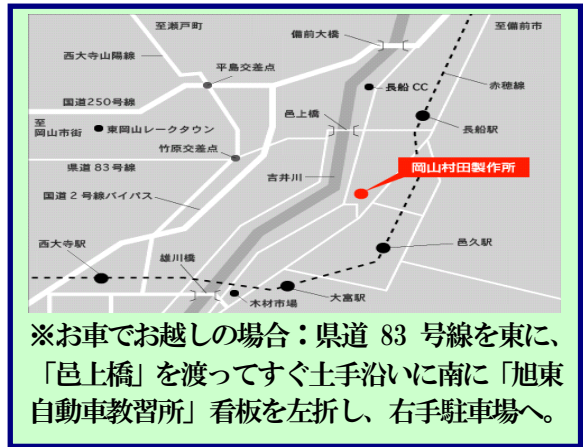 至瀬戸町
備前大橋
至備前市
西大寺山陽線
平島交差点
長船CC
赤穂線
国道250号線
至
岡山市街
東岡山レークタウン
邑上橋
長船駅
竹原交差点
県道83号線
吉井川
岡山村田製作所
国道2号線バイパス
西大寺駅
雄川橋
邑久駅
木材市場
大富駅
※お車でお越しの場合：県道 83 号線を東に、
「邑上橋」を渡ってすぐ土手沿いに南に「旭東
自動車教習所」看板を左折し、右手駐車場へ。